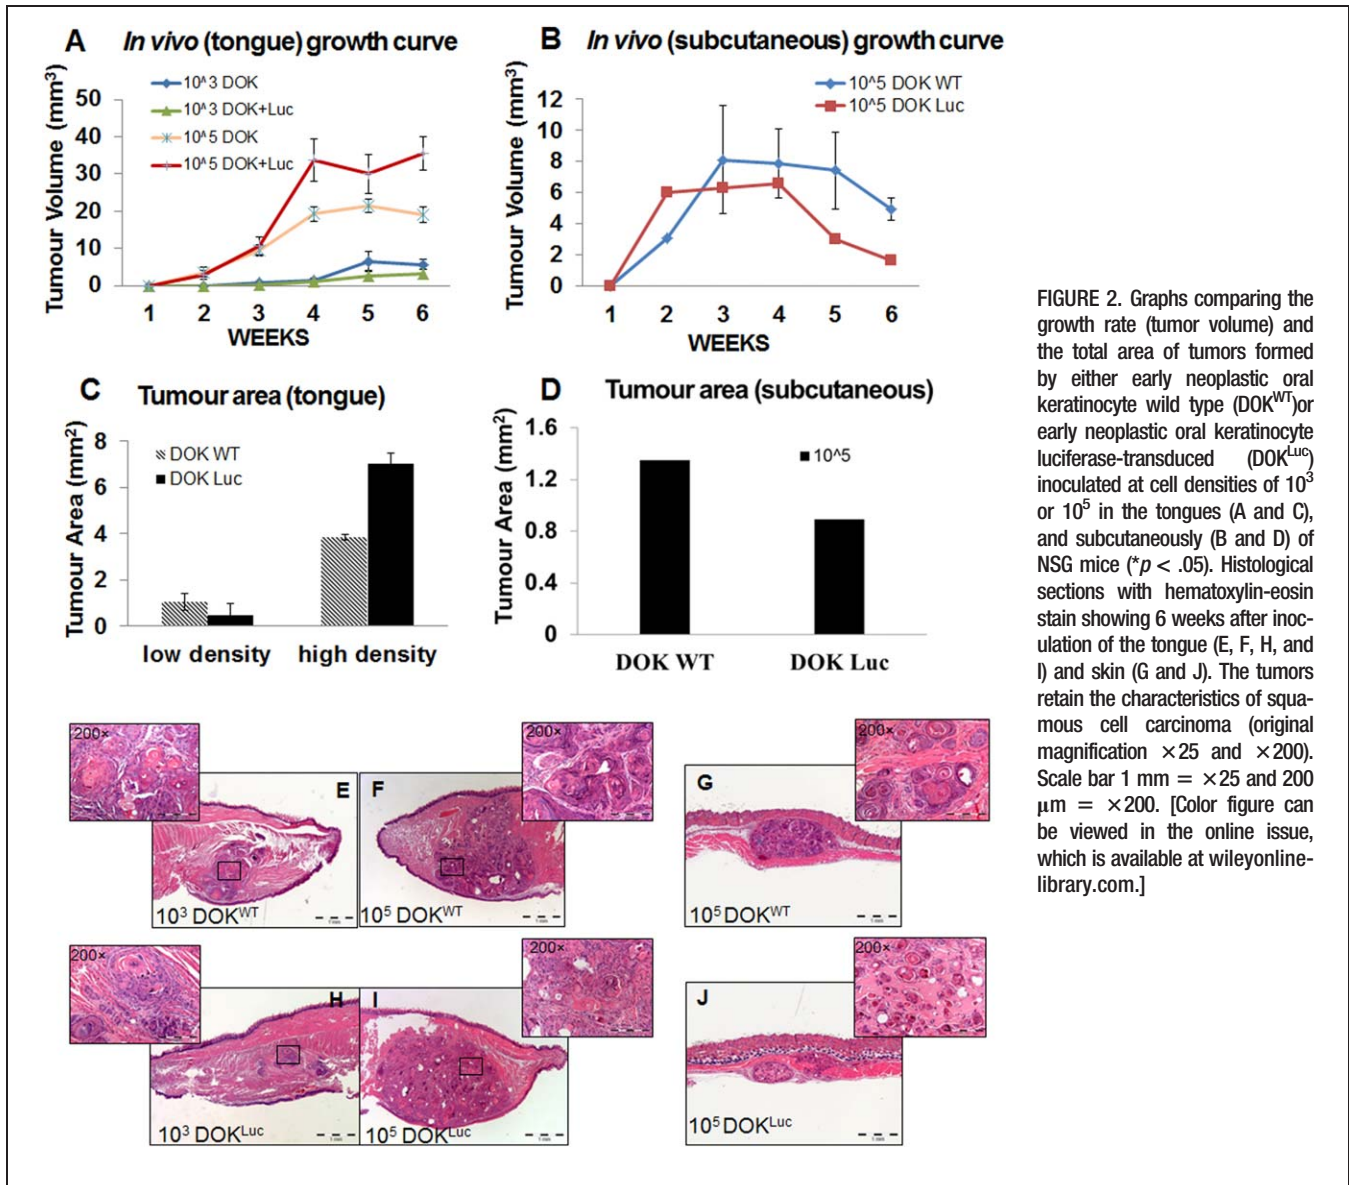 A In vivo (tongue) growth curve
Tumour Volume (mm³)
10^3 DOK
10^3 DOK+Luc
10^5 DOK
10^5 DOK+Luc
50
40
30
20
10
0
1 2 3 4 5 6
WEEKS
B In vivo (subcutaneous) growth curve
Tumour Volume (mm³)
10^5 DOK WT
10^5 DOK Luc
12
10
8
6
4
2
0
1 2 3 4 5 6
WEEKS
C Tumour area (tongue)
Tumour Area (mm²)
DOK WT
DOK Luc
8
6
4
2
0
low density high density
D Tumour area (subcutaneous)
Tumour Area (mm²)
10^5
1.6
1.2
0.8
0.4
0
DOK WT DOK Luc
200×
E
10³ DOKᵂᵀ
1 mm
200×
F
10⁵ DOKᵂᵀ
1 mm
200×
G
10⁵ DOKᵂᵀ
1 mm
200×
H
10³ DOKᴸᵘᶜ
1 mm
200×
I
10⁵ DOKᴸᵘᶜ
1 mm
200×
J
10⁵ DOKᴸᵘᶜ
1 mm
FIGURE 2. Graphs comparing the
growth rate (tumor volume) and
the total area of tumors formed
by either early neoplastic oral
keratinocyte wild type (DOKᵂᵀ)or
early neoplastic oral keratinocyte
luciferase-transduced (DOKᴸᵘᶜ)
inoculated at cell densities of 10³
or 10⁵ in the tongues (A and C),
and subcutaneously (B and D) of
NSG mice (*p < .05). Histological
sections with hematoxylin-eosin
stain showing 6 weeks after inoc-
ulation of the tongue (E, F, H, and
I) and skin (G and J). The tumors
retain the characteristics of squa-
mous cell carcinoma (original
magnification ×25 and ×200).
Scale bar 1 mm = ×25 and 200
μm = ×200. [Color figure can
be viewed in the online issue,
which is available at wileyonline-
library.com.]